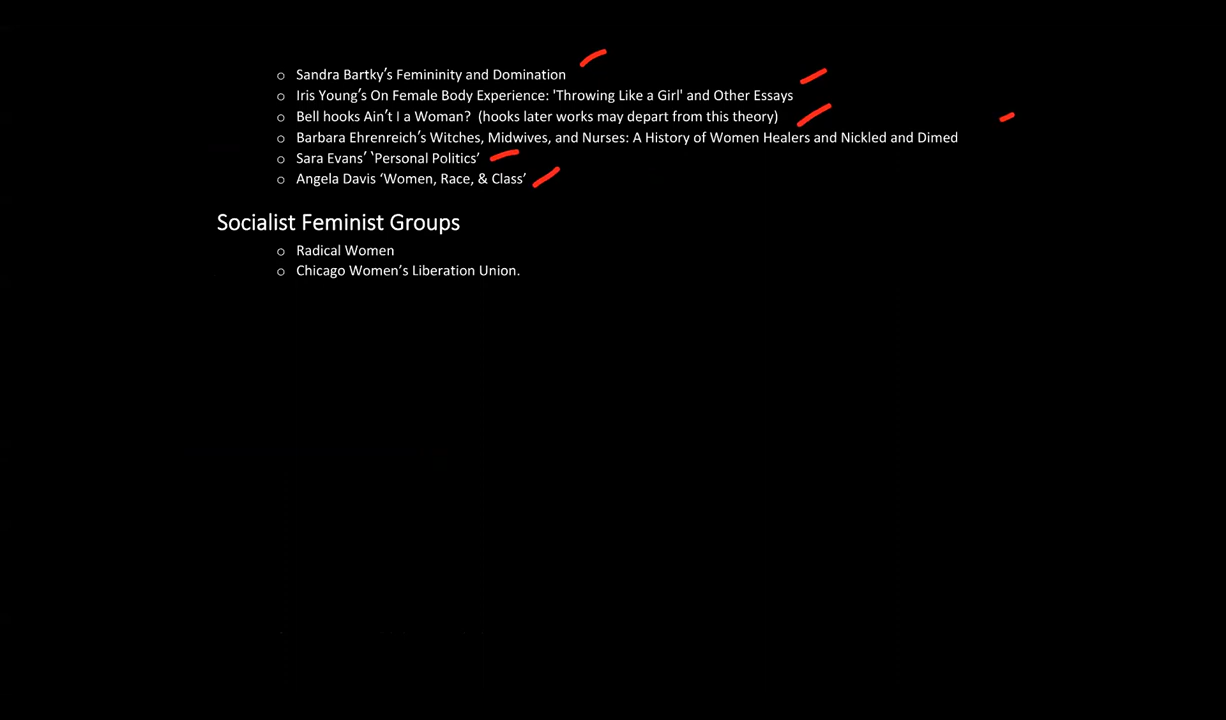 o Sandra Bartky's Femininity and Domination
o Iris Young's On Female Body Experience: 'Throwing Like a Girl' and Other Essays
o Bell hooks Ain't I a Woman? (hooks later works may depart from this theory)
o Barbara Ehrenreich's Witches, Midwives, and Nurses: A History of Women Healers and Nickled and Dimed
o Sara Evans' ‛Personal Politics’
o Angela Davis ‘Women, Race, & Class’
Socialist Feminist Groups
o Radical Women
o Chicago Women's Liberation Union.